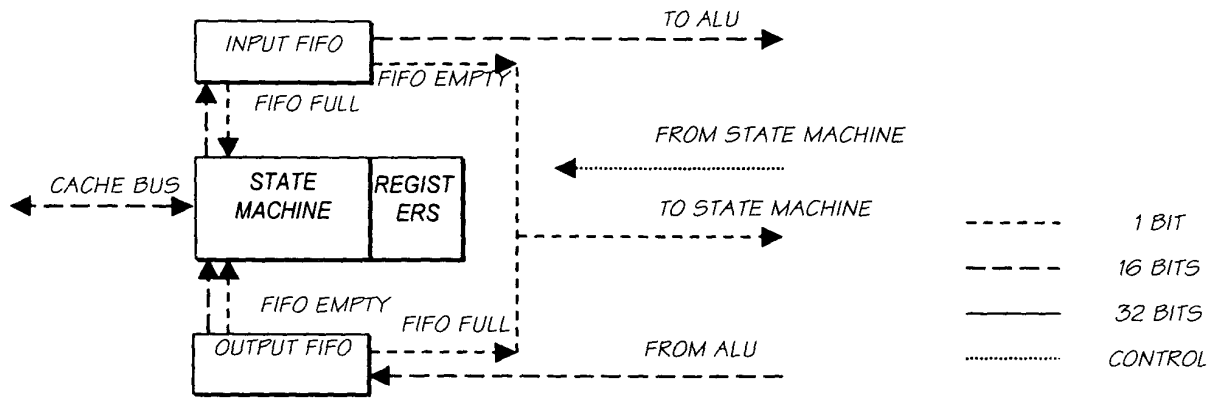 TO ALU
INPUT FIFO
FIFO EMPTY
FIFO FULL
FROM STATE MACHINE
CACHE BUS
STATE
MACHINE
REGIST
ERS
TO STATE MACHINE
1 BIT
16 BITS
FIFO EMPTY
32 BITS
FIFO FULL
OUTPUT FIFO
FROM ALU
CONTROL